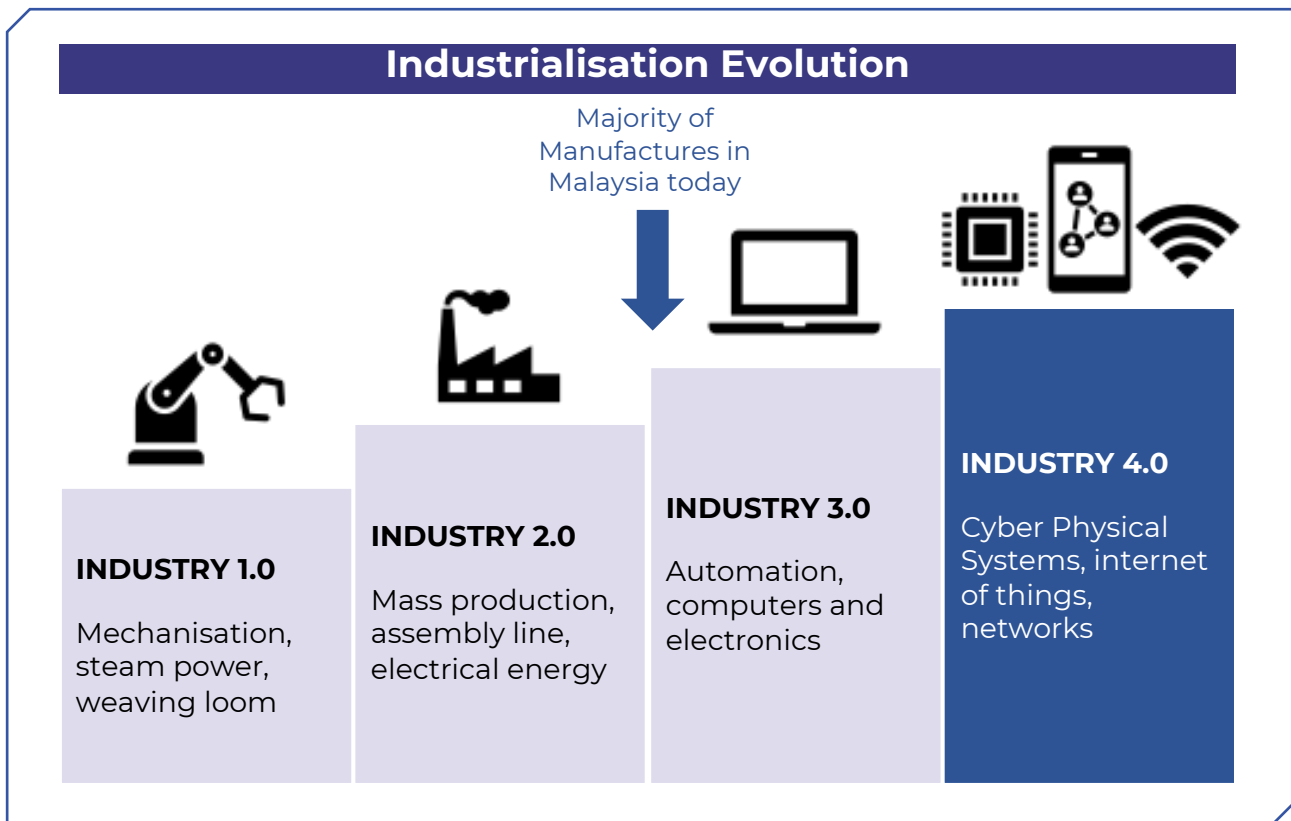 Industrialisation Evolution
Majority of
Manufactures in
Malaysia today
INDUSTRY 1.0
Mechanisation,
steam power,
weaving loom
INDUSTRY 2.0
Mass production,
assembly line,
electrical energy
INDUSTRY 3.0
Automation,
computers and
electronics
INDUSTRY 4.0
Cyber Physical
Systems, internet
of things,
networks